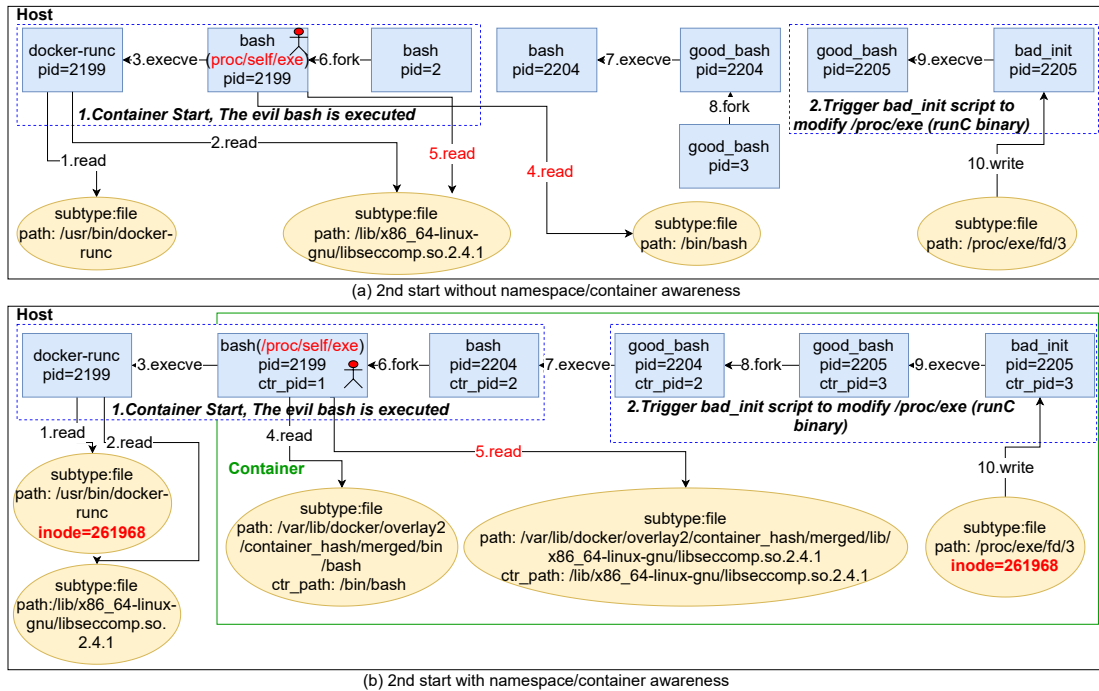 Host
docker-runc
pid=2199
3.execve
bash
(proc/self/exe)
pid=2199
6.fork
bash
pid=2
bash
pid=2204
7.execve
good_bash
pid=2204
good_bash
pid=2205
9.execve
bad_init
pid=2205
1.Container Start, The evil bash is executed
8.fork
2.Trigger bad_init script to
modify /proc/exe (runC binary)
1.read
2.read
5.read
4.read
good_bash
pid=3
10.write
subtype:file
path: /usr/bin/docker-
runc
subtype:file
path: /lib/x86_64-linux-
gnu/libseccomp.so.2.4.1
subtype:file
path: /bin/bash
subtype:file
path: /proc/exe/fd/3
(a) 2nd start without namespace/container awareness
Host
docker-runc
pid=2199
3.execve
bash(/proc/self/exe)
pid=2199
ctr_pid=1
6.fork
bash
pid=2204
ctr_pid=2
7.execve
good_bash
pid=2204
ctr_pid=2
8.fork
good_bash
pid=2205
ctr_pid=3
9.execve
bad_init
pid=2205
ctr_pid=3
1.Container Start, The evil bash is executed
2.Trigger bad_init script to modify /proc/exe (runC
binary)
1.read
2.read
4.read
5.read
10.write
Container
subtype:file
path: /usr/bin/docker-
runc
inode=261968
subtype:file
path: /var/lib/docker/overlay2
/container_hash/merged/bin
/bash
ctr_path: /bin/bash
subtype:file
path: /var/lib/docker/overlay2/container_hash/merged/lib/
x86_64-linux-gnu/libseccomp.so.2.4.1
ctr_path: /lib/x86_64-linux-gnu/libseccomp.so.2.4.1
subtype:file
path: /proc/exe/fd/3
inode=261968
subtype:file
path:/lib/x86_64-linux-
gnu/libseccomp.so.
2.4.1
(b) 2nd start with namespace/container awareness